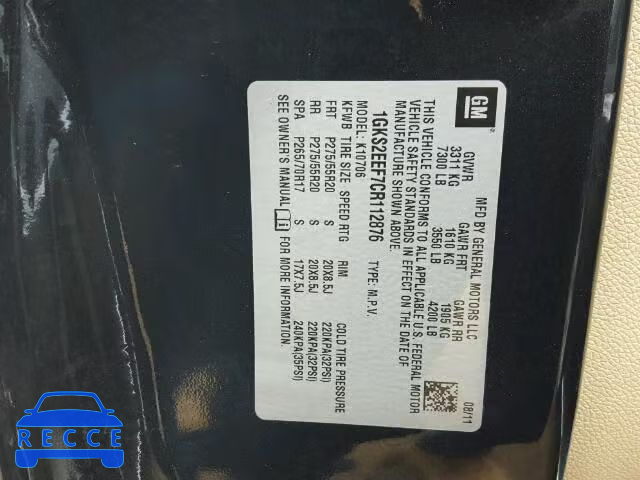 GM
MFD BY GENERAL MOTORS LLC
08/11
GVWR GAWR FRT GAWR RR
3311 KG 1610 KG 1905 KG
7300 LB 3550 LB 4200 LB
THIS VEHICLE CONFORMS TO ALL APPLICABLE U.S. FEDERAL MOTOR
VEHICLE SAFETY STANDARDS IN EFFECT ON THE DATE OF
MANUFACTURE SHOWN ABOVE.
1GKS2EEF7CR112876 TYPE: M.P.V.
MODEL: K10706
KFWB TIRE SIZE SPEED RTG RIM COLD TIRE PRESSURE
FRT P275/55R20 S 20X8.5J 220KPA(32PSI)
RR P275/55R20 S 20X8.5J 220KPA(32PSI)
SPA P265/70R17 S 17X7.5J 240KPA(35PSI)
SEE OWNER'S MANUAL FOR MORE INFORMATION.
RECCE